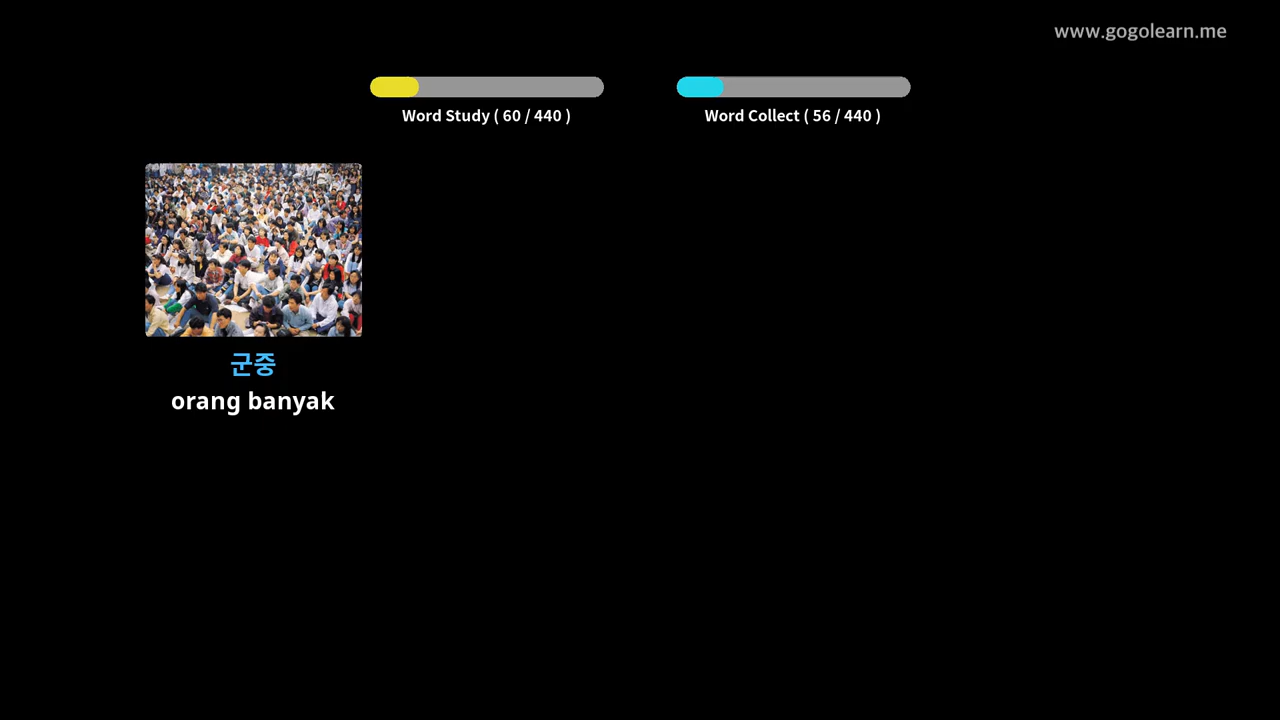 www.gogolearn.me
Word Study ( 60 / 440 )
Word Collect ( 56 / 440 )
군중
orang banyak